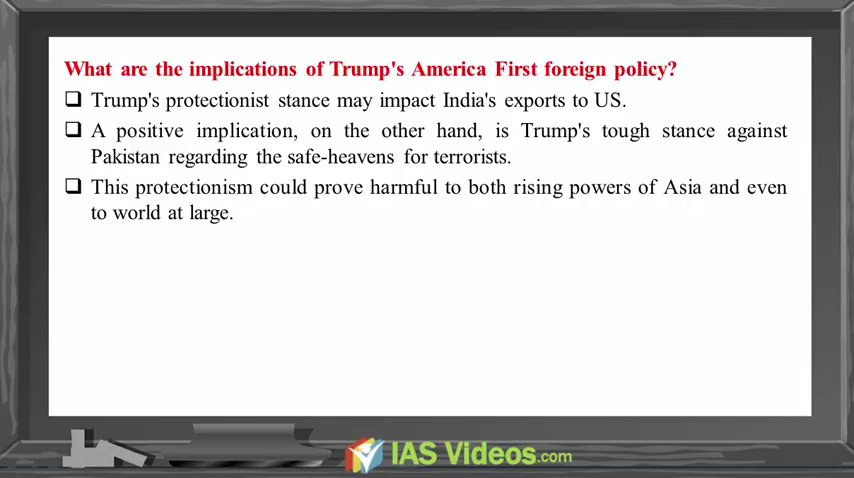 What are the implications of Trump's America First foreign policy?
❑ Trump's protectionist stance may impact India's exports to US.
❑ A positive implication, on the other hand, is Trump's tough stance against
Pakistan regarding the safe-heavens for terrorists.
❑ This protectionism could prove harmful to both rising powers of Asia and even
to world at large.
IAS Videos.com